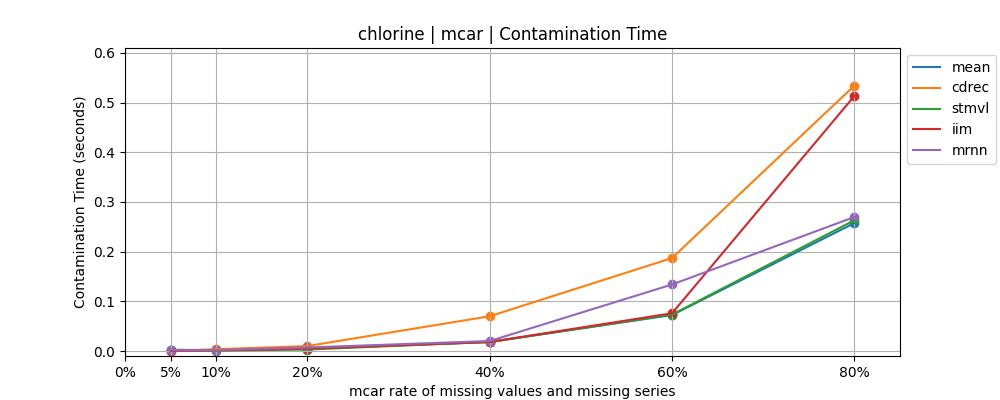 chlorine | mcar | Contamination Time
Contamination Time (seconds)
0.6
0.5
0.4
0.3
0.2
0.1
0.0
0%
5%
10%
20%
40%
60%
80%
mcar rate of missing values and missing series
mean
cdrec
stmvl
iim
mrnn